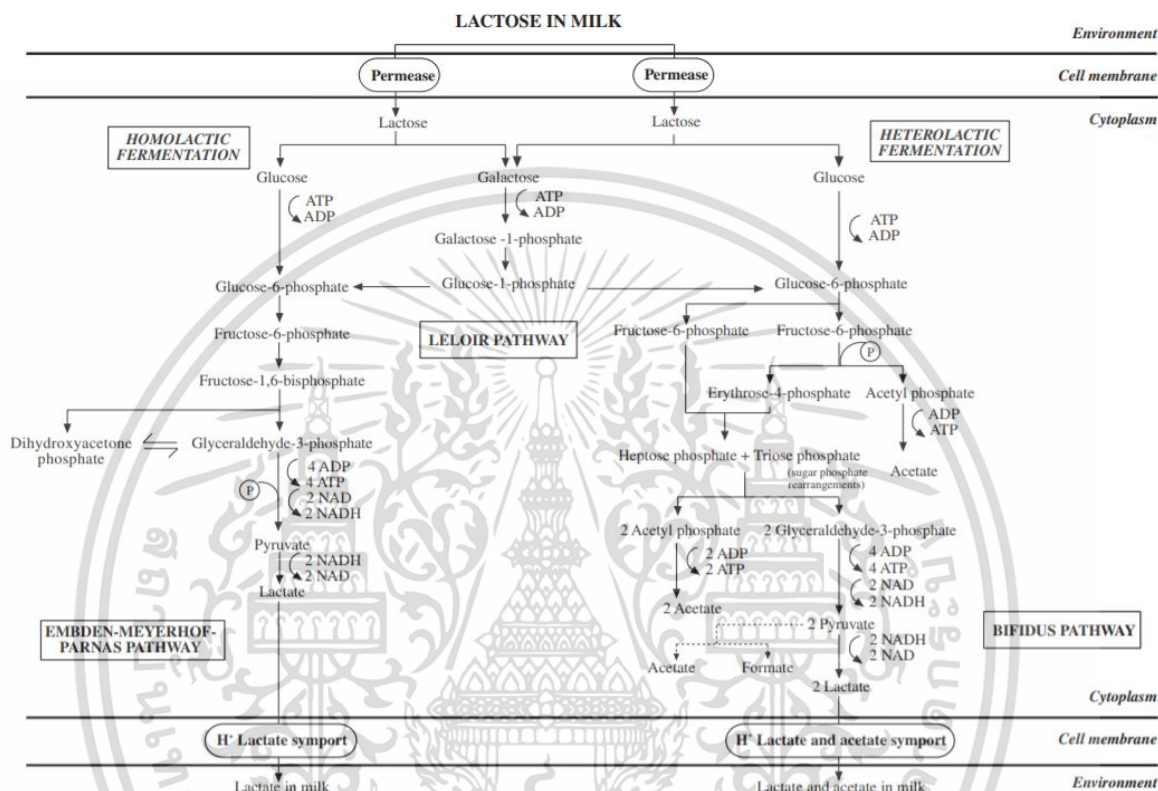 LACTOSE IN MILK
Environment
Permease
Permease
Cell membrane
Cytoplasm
Lactose
Lactose
HOMOLACTIC
FERMENTATION
HETEROLACTIC
FERMENTATION
Glucose
Galactose
Glucose
ATP
ADP
ATP
ADP
ATP
ADP
Galactose -1-phosphate
Glucose-6-phosphate
Glucose-1-phosphate
Glucose-6-phosphate
Fructose-6-phosphate
LELOIR PATHWAY
Fructose-6-phosphate
Fructose-6-phosphate
P
Fructose-1,6-bisphosphate
Erythrose-4-phosphate
Acetyl phosphate
ADP
ATP
Dihydroxyacetone
phosphate
Glyceraldehyde-3-phosphate
Heptose phosphate + Triose phosphate
(sugar phosphate
rearrangements)
Acetate
P
4 ADP
4 ATP
2 NAD
2 NADH
2 Acetyl phosphate
2 Glyceraldehyde-3-phosphate
Pyruvate
2 ADP
2 ATP
4 ADP
4 ATP
2 NAD
2 NADH
2 NADH
2 NAD
Lactate
2 Acetate
EMBDEN-MEYERHOF-
PARNAS PATHWAY
2 Pyruvate
BIFIDUS PATHWAY
2 NADH
2 NAD
Acetate
Formate
2 Lactate
Cytoplasm
H⁺ Lactate symport
H⁺ Lactate and acetate symport
Cell membrane
Lactate in milk
Lactate and acetate in milk
Environment